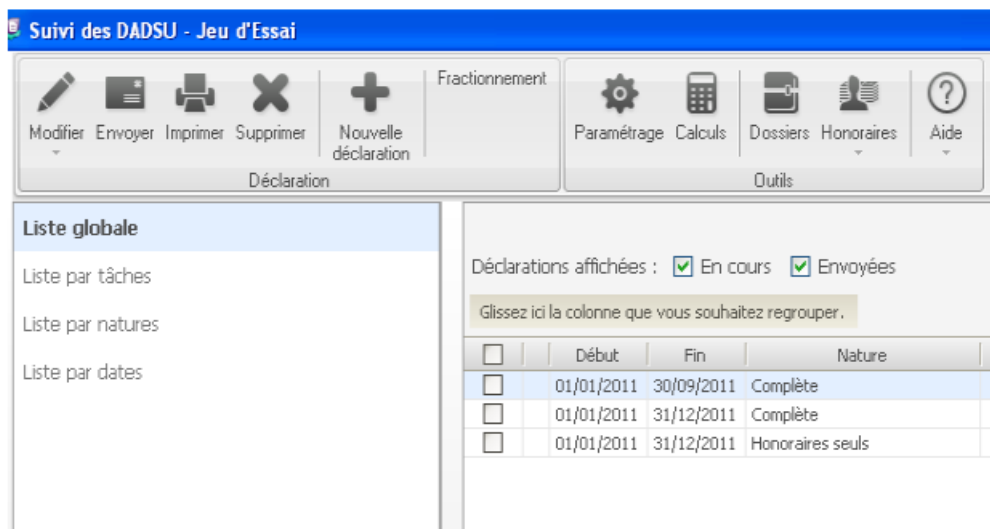 Suivi des DADSU - Jeu d'Essai
Fractionnement
Modifier Envoyer Imprimer Supprimer Nouvelle déclaration Paramétrage Calculs Dossiers Honoraires Aide
Déclaration Outils
Liste globale
Liste par tâches
Liste par natures
Liste par dates
Déclarations affichées : En cours Envoyées
Glissez ici la colonne que vous souhaitez regrouper.
Début Fin Nature
01/01/2011 30/09/2011 Complète
01/01/2011 31/12/2011 Complète
01/01/2011 31/12/2011 Honoraires seuls